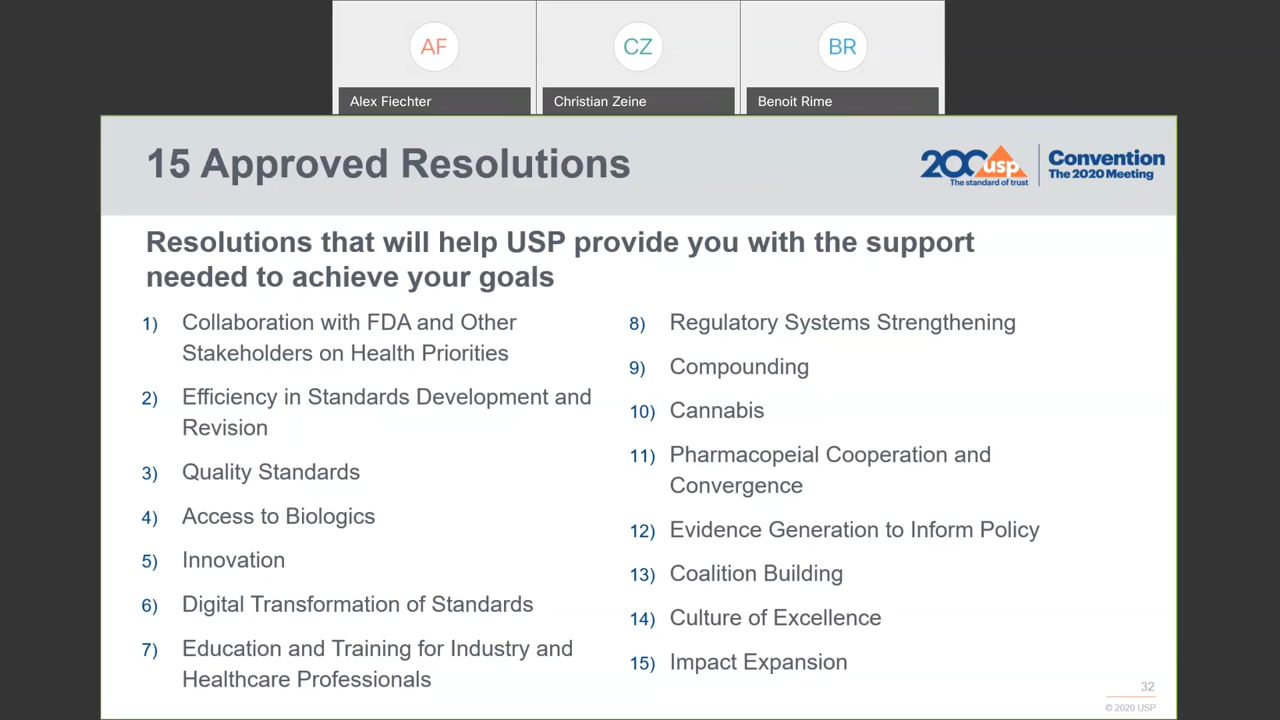 AF
CZ
BR
Alex Fiechter
Christian Zeine
Benoit Rime
15 Approved Resolutions
200 usp
The standard of trust
Convention
The 2020 Meeting
Resolutions that will help USP provide you with the support
needed to achieve your goals
1) Collaboration with FDA and Other
Stakeholders on Health Priorities
2) Efficiency in Standards Development and
Revision
3) Quality Standards
4) Access to Biologics
5) Innovation
6) Digital Transformation of Standards
7) Education and Training for Industry and
Healthcare Professionals
8) Regulatory Systems Strengthening
9) Compounding
10) Cannabis
11) Pharmacopeial Cooperation and
Convergence
12) Evidence Generation to Inform Policy
13) Coalition Building
14) Culture of Excellence
15) Impact Expansion
32
© 2020 USP